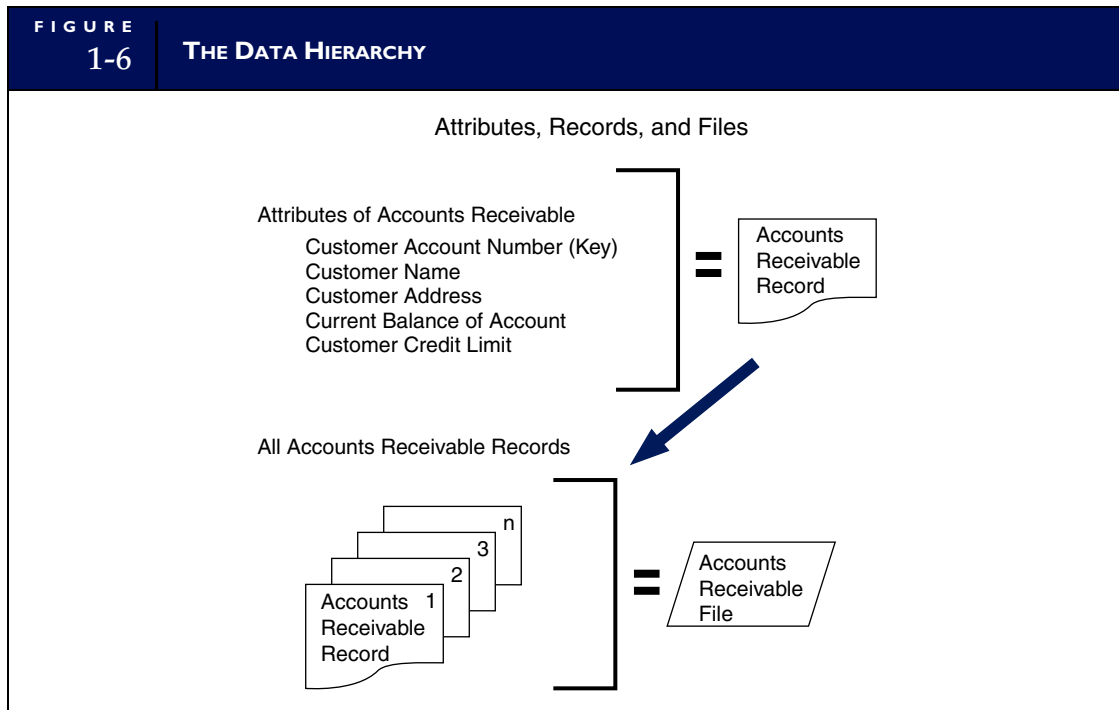 FIGURE
1-6
THE DATA HIERARCHY
Attributes, Records, and Files
Attributes of Accounts Receivable
Customer Account Number (Key)
Customer Name
Customer Address
Current Balance of Account
Customer Credit Limit
=
Accounts
Receivable
Record
All Accounts Receivable Records
n
3
2
Accounts 1
Receivable
Record
=
Accounts
Receivable
File